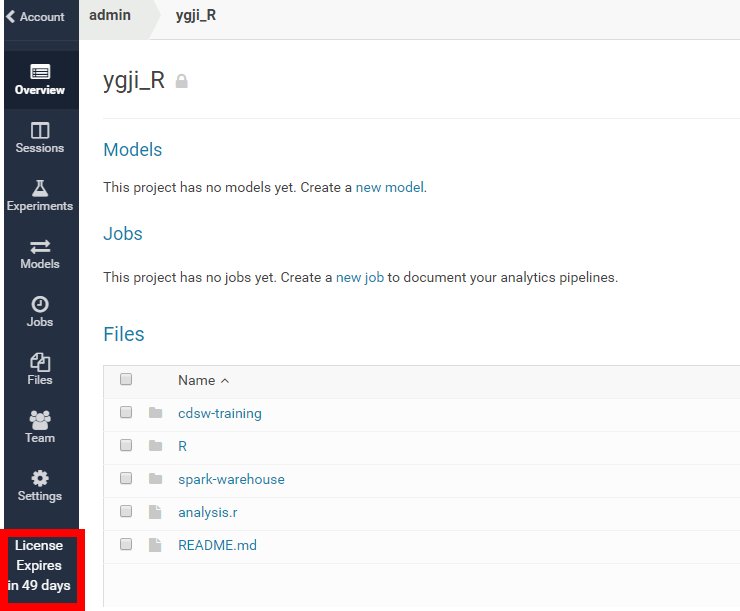 Account
admin
ygji_R
Overview
Sessions
Experiments
Models
Jobs
Files
Team
Settings
License
Expires
in 49 days
ygji_R
Models
This project has no models yet. Create a new model.
Jobs
This project has no jobs yet. Create a new job to document your analytics pipelines.
Files
Name
cdsw-training
R
spark-warehouse
analysis.r
README.md